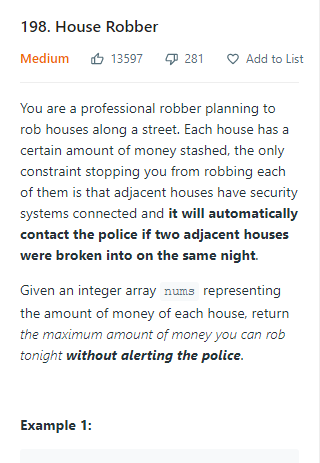 198. House Robber
Medium 13597 281 Add to List
You are a professional robber planning to
rob houses along a street. Each house has a
certain amount of money stashed, the only
constraint stopping you from robbing each
of them is that adjacent houses have security
systems connected and it will automatically
contact the police if two adjacent houses
were broken into on the same night.
Given an integer array nums representing
the amount of money of each house, return
the maximum amount of money you can rob
tonight without alerting the police.
Example 1: